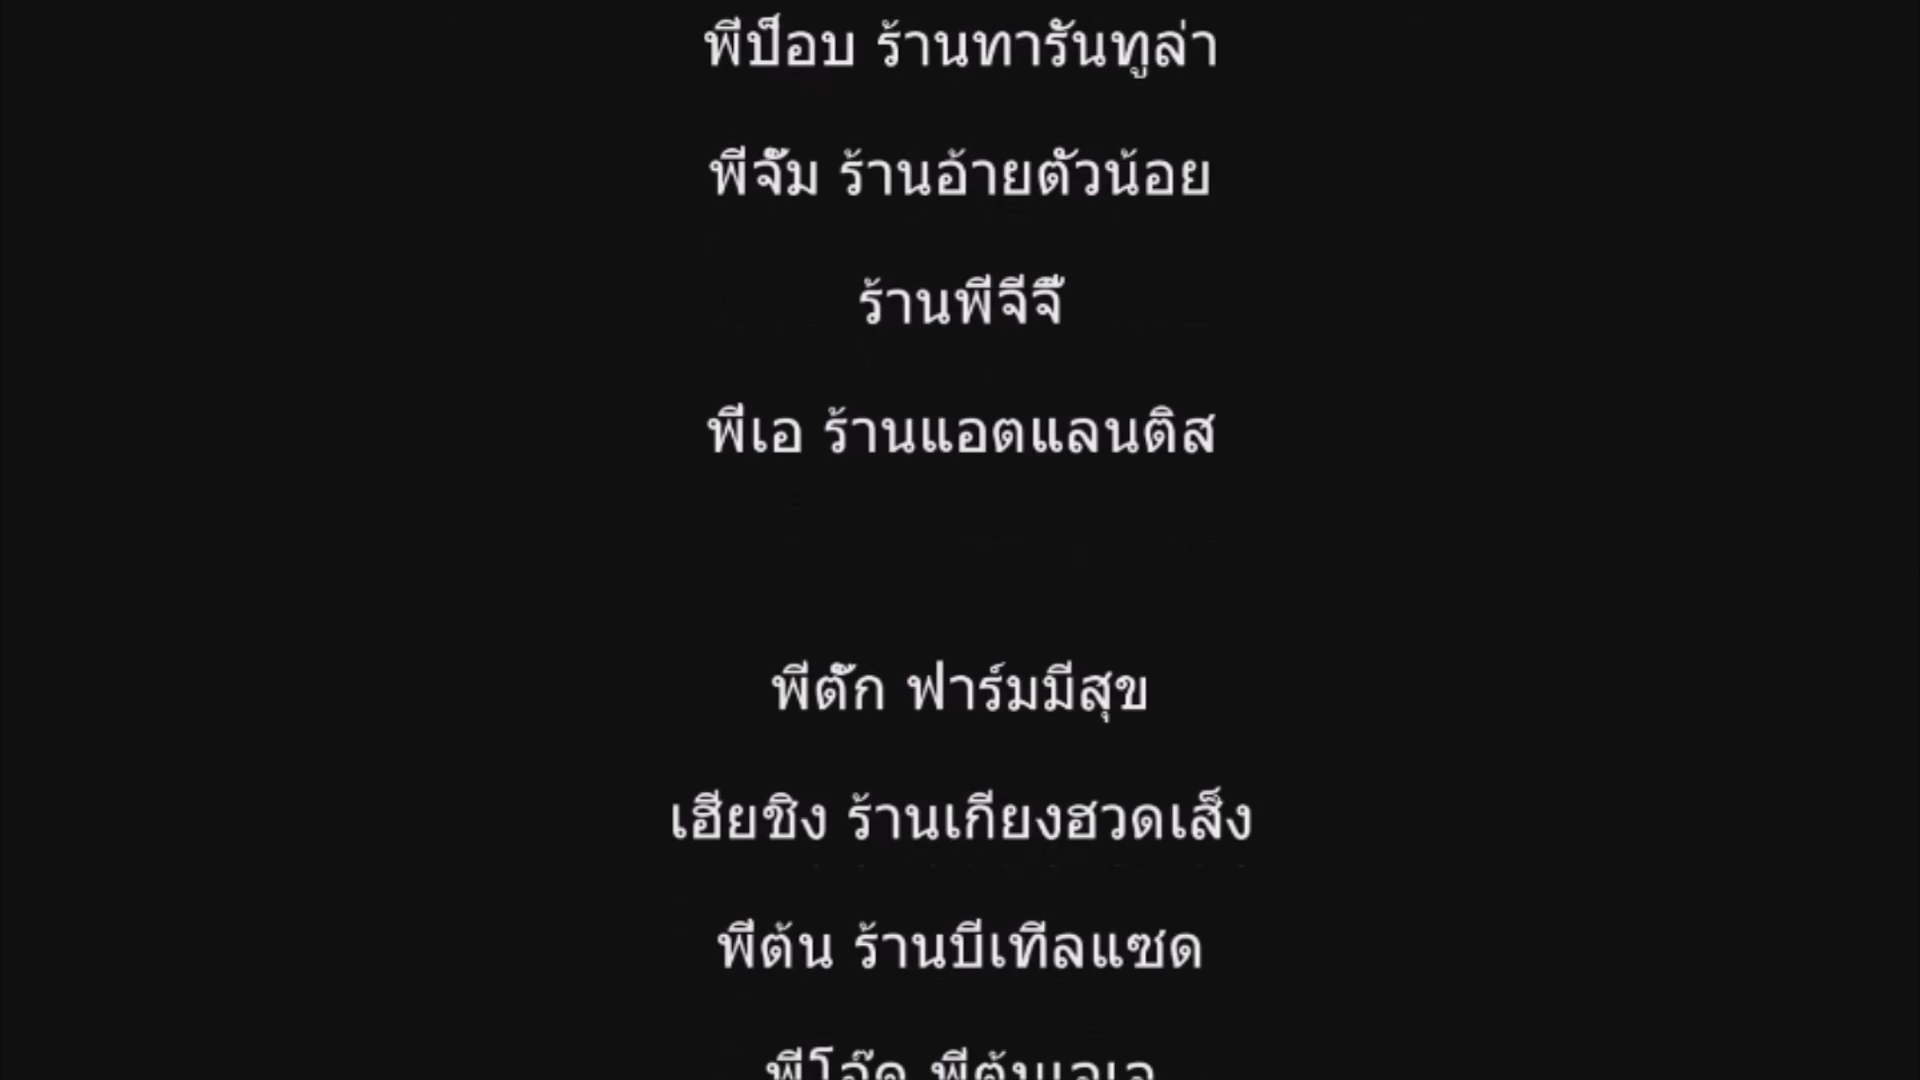 พี่ป็อบ ร้านทารันทูล่า
พี่จั๊ม ร้านอ้ายตัวน้อย
ร้านพี่จีจี้
พี่เอ ร้านแอตแลนติส
พี่ตั๊ก ฟาร์มมีสุข
เฮียชิง ร้านเกียงฮวดเส็ง
พี่ต้น ร้านบีเทิลแซด